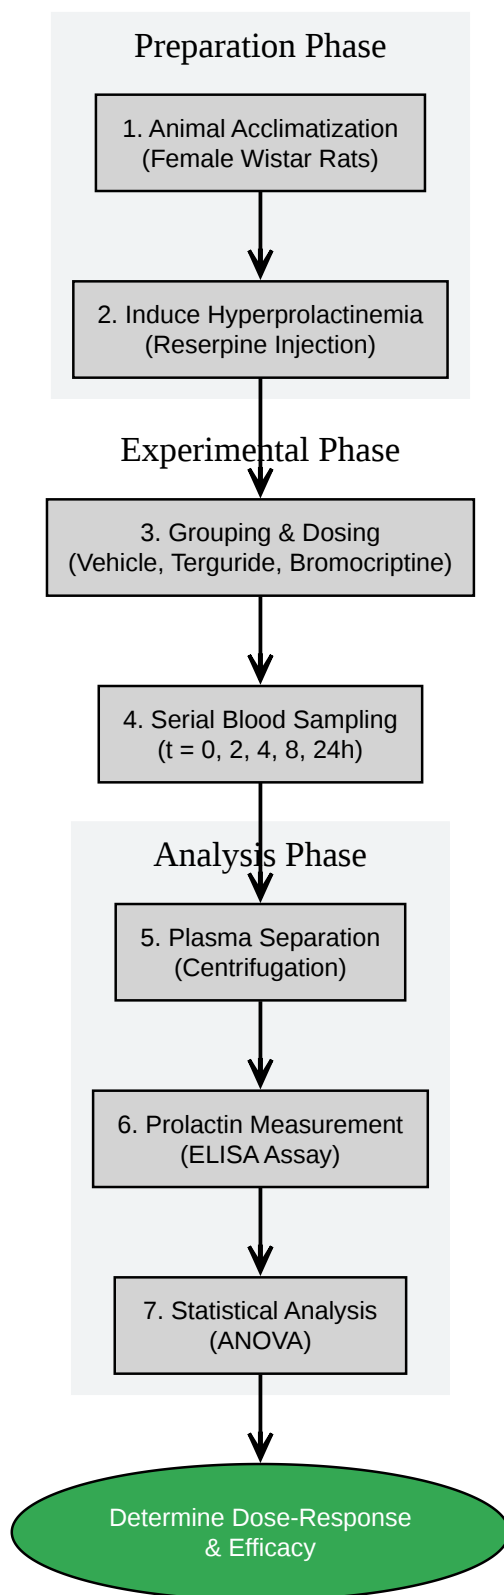 Preparation Phase
1. Animal Acclimatization
(Female Wistar Rats)
2. Induce Hyperprolactinemia
(Reserpine Injection)
Experimental Phase
3. Grouping & Dosing
(Vehicle, Terguride, Bromocriptine)
4. Serial Blood Sampling
(t = 0, 2, 4, 8, 24h)
Analysis Phase
5. Plasma Separation
(Centrifugation)
6. Prolactin Measurement
(ELISA Assay)
7. Statistical Analysis
(ANOVA)
Determine Dose-Response
& Efficacy